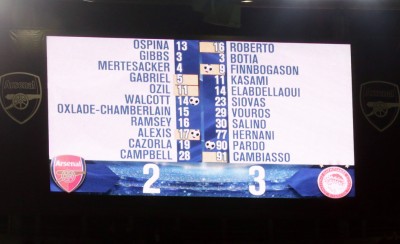 OSPINA 13 16 ROBERTO
GIBBS 3 3 BOTIA
MERTESACKER 4 9 FINNBOGASON
GABRIEL 5 11 KASAMI
OZIL 11 14 ELABDELLAOUI
WALCOTT 14 23 SIOVAS
OXLADE-CHAMBERLAIN 15 29 VOUROS
RAMSEY 16 30 SALINO
ALEXIS 17 77 HERNANI
CAZORLA 19 90 PARDO
CAMPBELL 28 91 CAMBIASSO
Arsenal 2 3